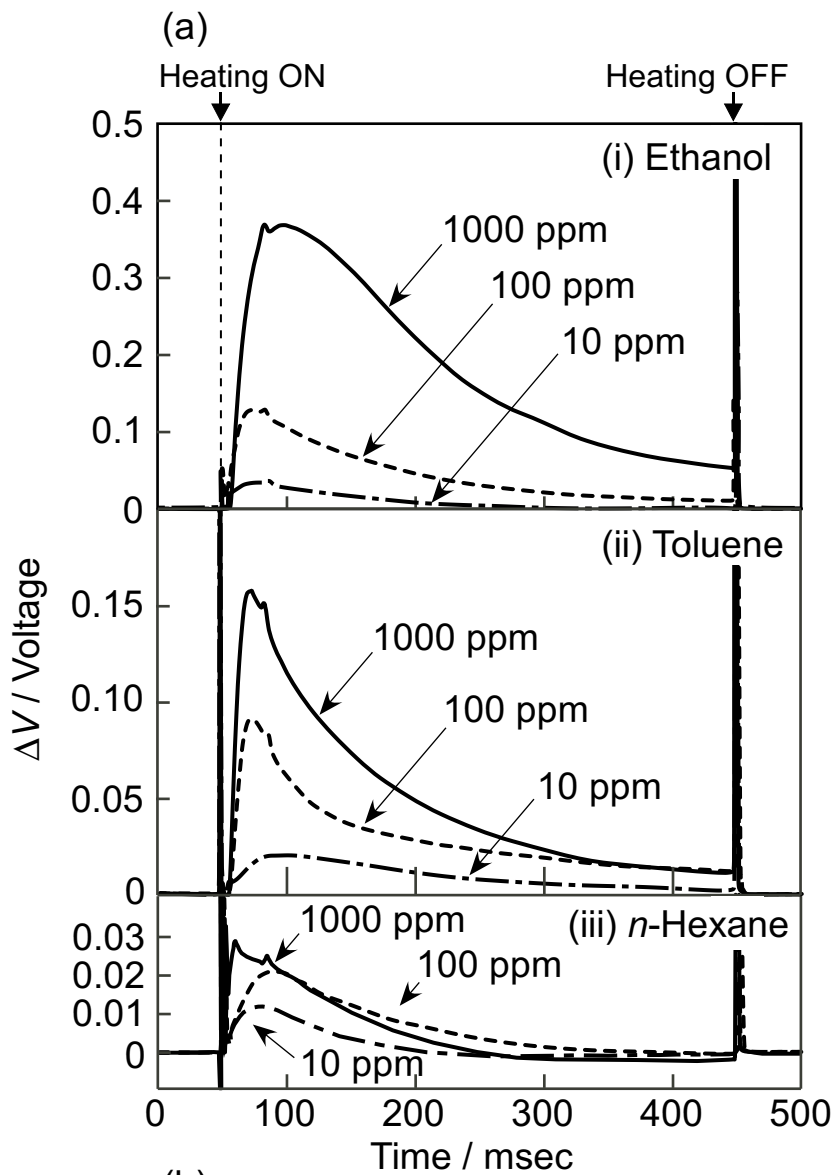 (a)
Heating ON
Heating OFF
0.5
(i) Ethanol
0.4
1000 ppm
100 ppm
0.3
10 ppm
0.2
0.1
0
(ii) Toluene
0.15
1000 ppm
0.10
100 ppm
10 ppm
0.05
0
ΔV / Voltage
(iii) n-Hexane
0.03
1000 ppm
100 ppm
0.02
0.01
0
10 ppm
0 100 200 300 400 500
Time / msec